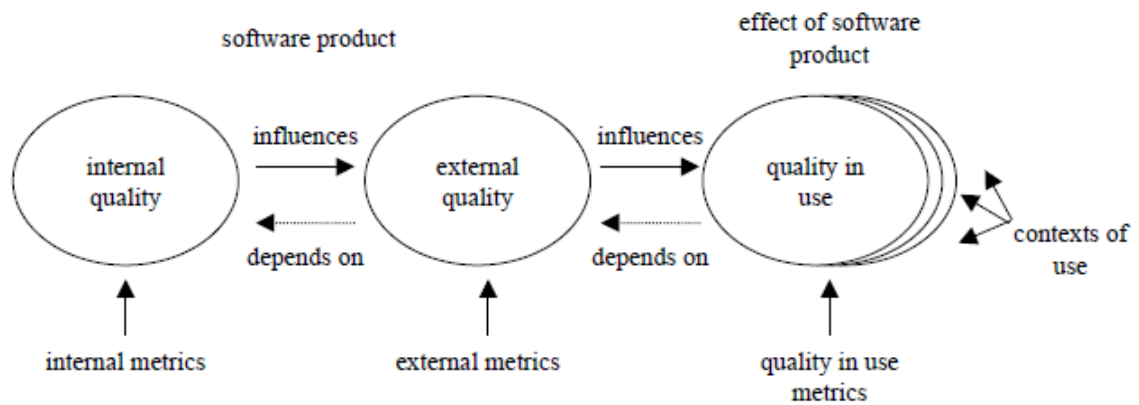 software product
effect of software
product
internal
quality
influences
depends on
external
quality
influences
depends on
quality in
use
contexts of
use
internal metrics
external metrics
quality in use
metrics